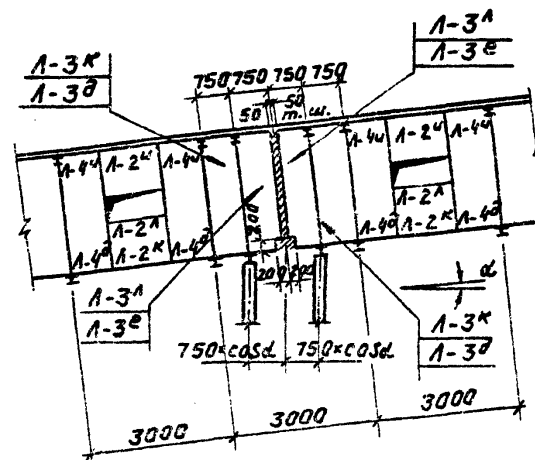 Л-3к
Л-3д
Л-3л
Л-3е
750 750 750 750
50 50
т.ш.
Л-4и Л-2и Л-4и
Л-4и Л-2и Л-4и
Л-2л
Л-2л
Л-4д Л-2к Л-4д
Л-4д Л-2к Л-4д
200
200 200
α
Л-3л
Л-3е
Л-3к
Л-3д
750×cosα 750×cosα
3000 3000 3000